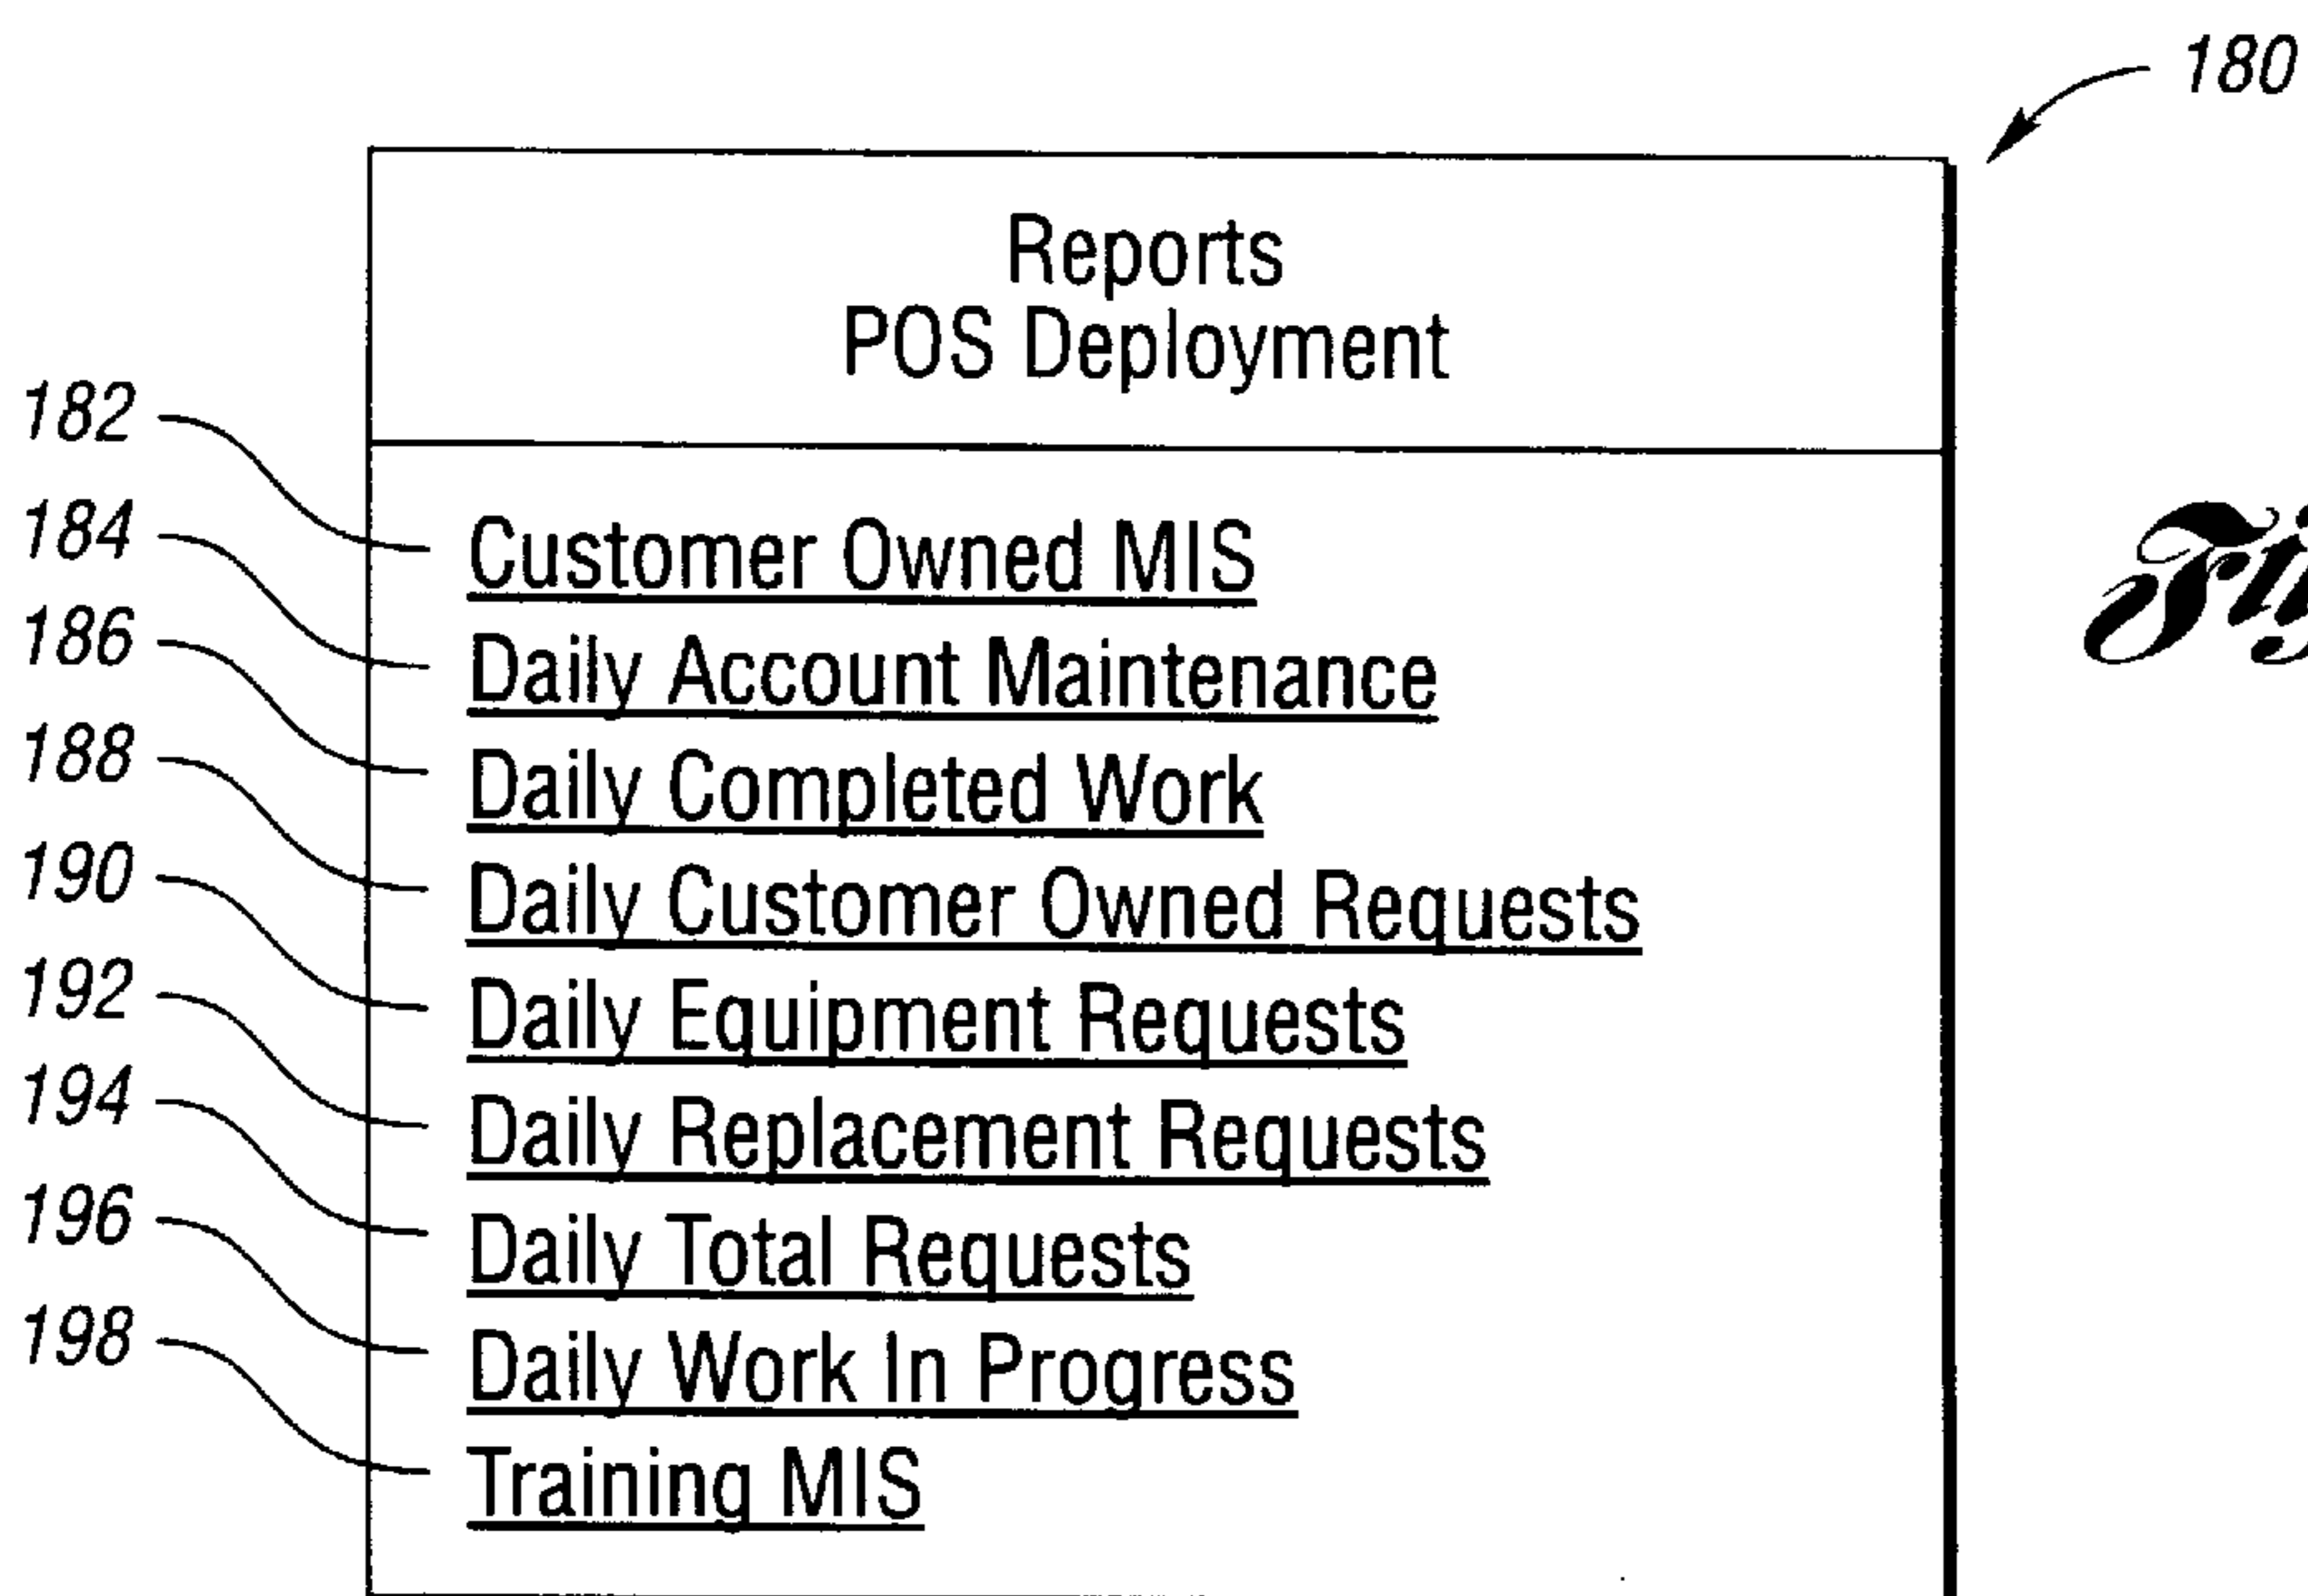 180
Reports
POS Deployment
182 Customer Owned MIS
184 Daily Account Maintenance
186 Daily Completed Work
188 Daily Customer Owned Requests
190 Daily Equipment Requests
192 Daily Replacement Requests
194 Daily Total Requests
196 Daily Work In Progress
198 Training MIS